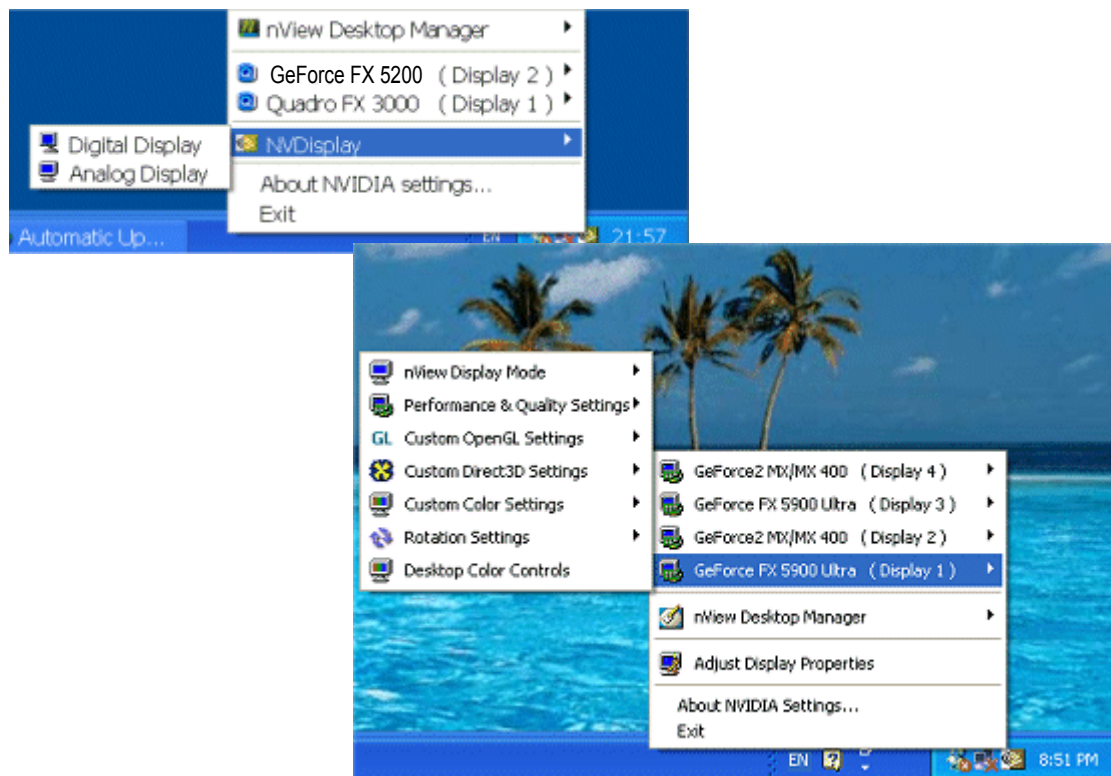 nView Desktop Manager
GeForce FX 5200 ( Display 2 )
Quadro FX 3000 ( Display 1 )
NVDisplay
Digital Display
Analog Display
About NVIDIA settings...
Exit
Automatic Up...
EN
21:57
nView Display Mode
Performance & Quality Settings
GL Custom OpenGL Settings
Custom Direct3D Settings
Custom Color Settings
Rotation Settings
Desktop Color Controls
GeForce2 MX/MX 400 ( Display 4 )
GeForce FX 5900 Ultra ( Display 3 )
GeForce2 MX/MX 400 ( Display 2 )
GeForce FX 5900 Ultra ( Display 1 )
nView Desktop Manager
Adjust Display Properties
About NVIDIA Settings...
Exit
EN
8:51 PM